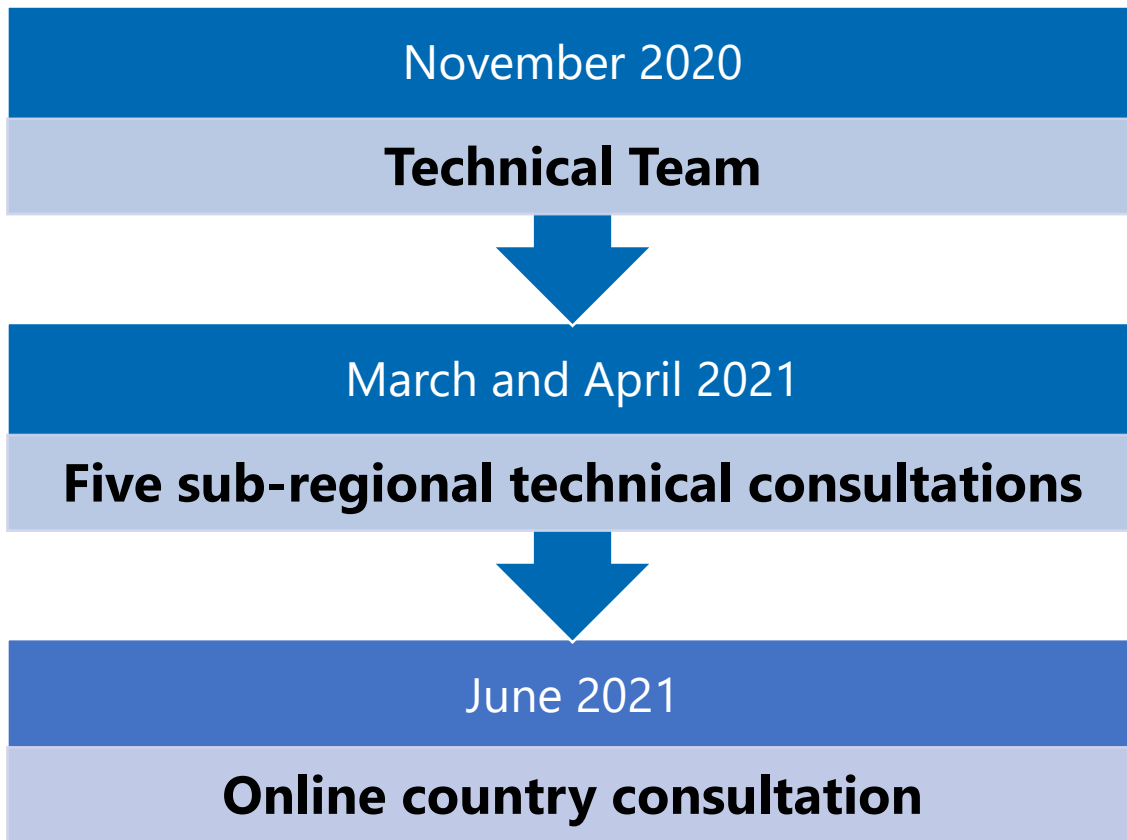 November 2020
Technical Team
March and April 2021
Five sub-regional technical consultations
June 2021
Online country consultation